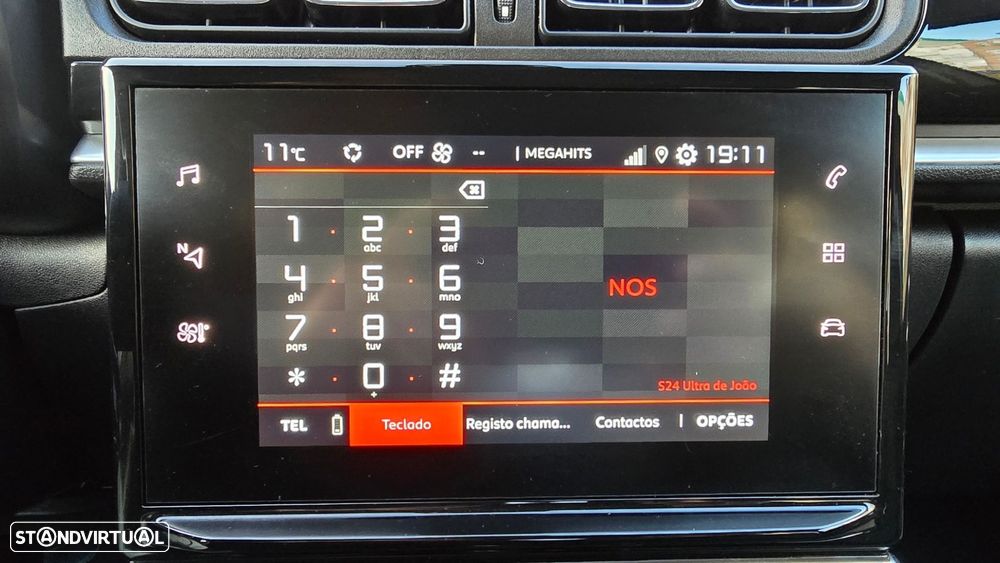 11°C OFF -- | MEGAHITS 19:11
N
1 2 3
abc def
4 5 6
ghi jkl mno
NOS
7 8 9
pqrs tuv wxyz
* 0 #
+
S24 Ultra de João
TEL Teclado Registo chama... Contactos | OPÇÕES
STANDVIRTUAL